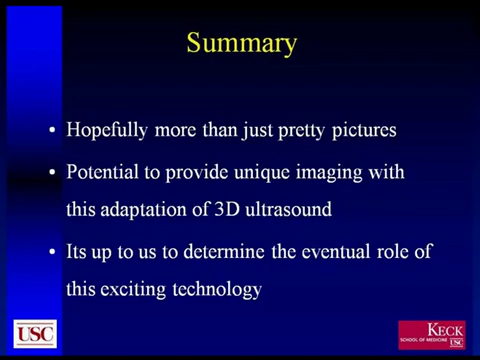 Summary
• Hopefully more than just pretty pictures
• Potential to provide unique imaging with
this adaptation of 3D ultrasound
• Its up to us to determine the eventual role of
this exciting technology
USC
KECK
SCHOOL OF MEDICINE USC